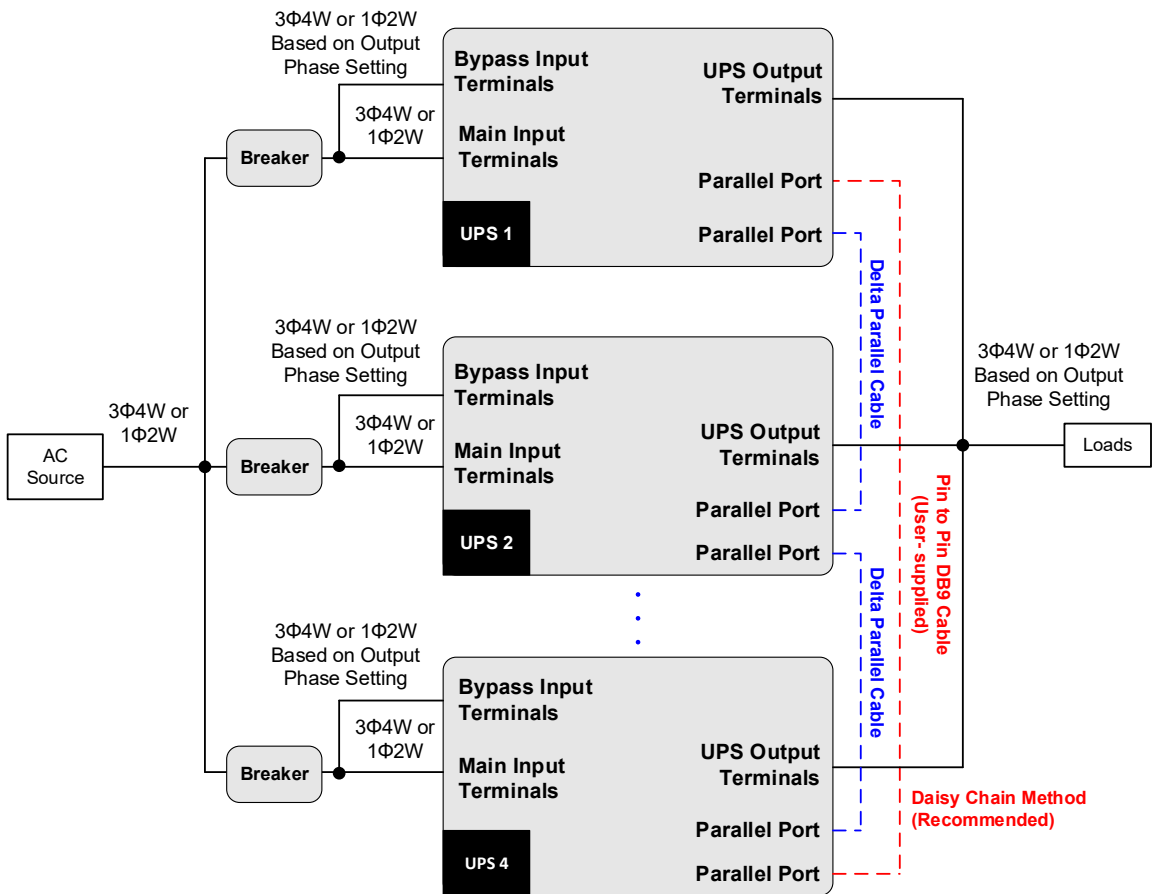 3Φ4W or 1Φ2W
Based on Output
Phase Setting
Bypass Input
Terminals
UPS Output
Terminals
3Φ4W or
1Φ2W
Main Input
Terminals
Breaker
Parallel Port
Parallel Port
UPS 1
Delta Parallel Cable
3Φ4W or 1Φ2W
Based on Output
Phase Setting
Bypass Input
Terminals
3Φ4W or
1Φ2W
Main Input
Terminals
UPS Output
Terminals
3Φ4W or 1Φ2W
Based on Output
Phase Setting
3Φ4W or
1Φ2W
AC
Source
Breaker
Loads
Parallel Port
Parallel Port
UPS 2
Pin to Pin DB9 Cable
(User- supplied)
Delta Parallel Cable
3Φ4W or 1Φ2W
Based on Output
Phase Setting
Bypass Input
Terminals
3Φ4W or
1Φ2W
Main Input
Terminals
UPS Output
Terminals
Breaker
Daisy Chain Method
(Recommended)
Parallel Port
Parallel Port
UPS 4